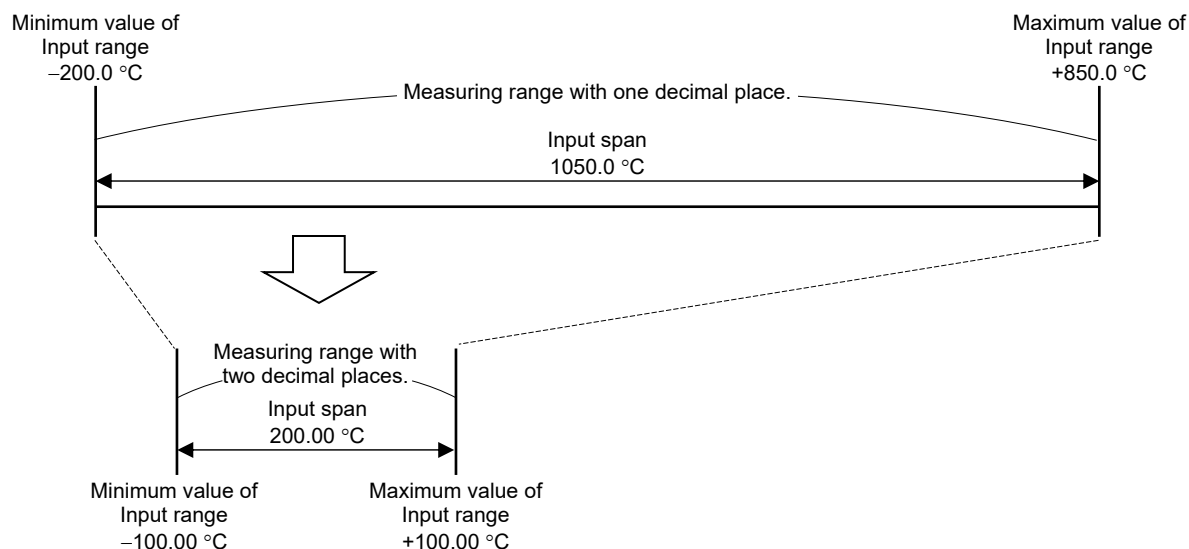 Minimum value of
Input range
−200.0 °C
Maximum value of
Input range
+850.0 °C
Measuring range with one decimal place.
Input span
1050.0 °C
Measuring range with
two decimal places.
Input span
200.00 °C
Minimum value of
Input range
−100.00 °C
Maximum value of
Input range
+100.00 °C